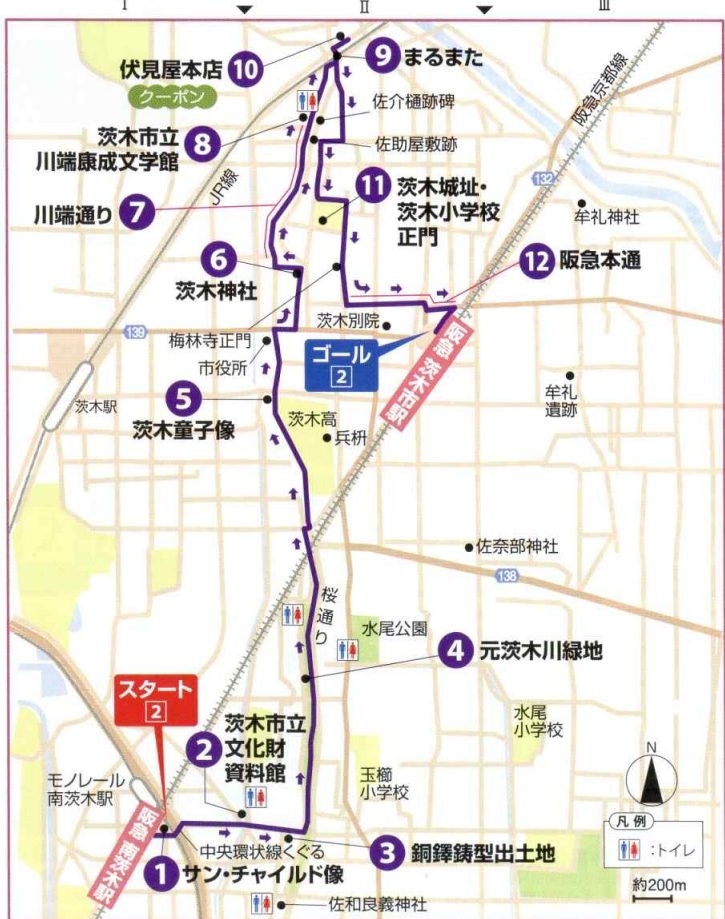 I
II
III
伏見屋本店 10
クーポン
9 まるまた
佐介樋跡碑
茨木市立
川端康成文学館
8
佐助屋敷跡
阪急京都線
132
JR線
川端通り 7
11 茨木城址・
茨木小学校
正門
牟礼神社
6
茨木神社
12 阪急本通
139
梅林寺正門
茨木別院
市役所
ゴール
2
阪急 茨木市駅
茨木駅
5
茨木童子像
茨木高
兵枡
牟礼
遺跡
佐奈部神社
138
桜通り
水尾公園
4 元茨木川緑地
スタート
2
2 茨木市立
文化財
資料館
水尾
小学校
モノレール
南茨木駅
玉櫛
小学校
N
凡例
:トイレ
阪急 南茨木駅
中央環状線くぐる
1 サン・チャイルド像
3 銅鐸鋳型出土地
約200m
佐和良義神社